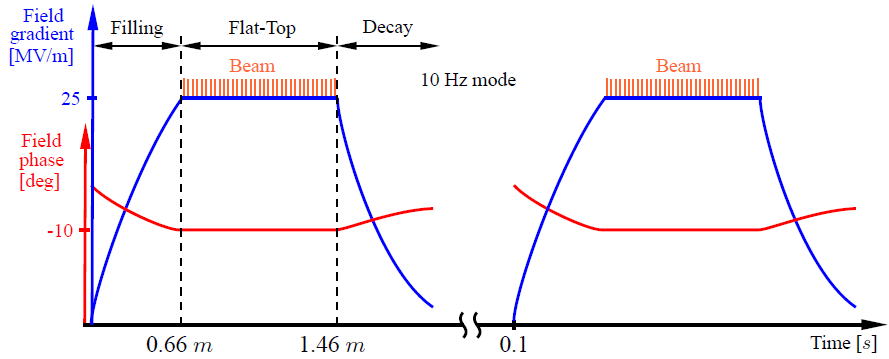 Field
gradient
[MV/m]
Filling
Flat-Top
Decay
Beam
10 Hz mode
Beam
25
Field
phase
[deg]
-10
0.66 m
1.46 m
0.1
Time [s]